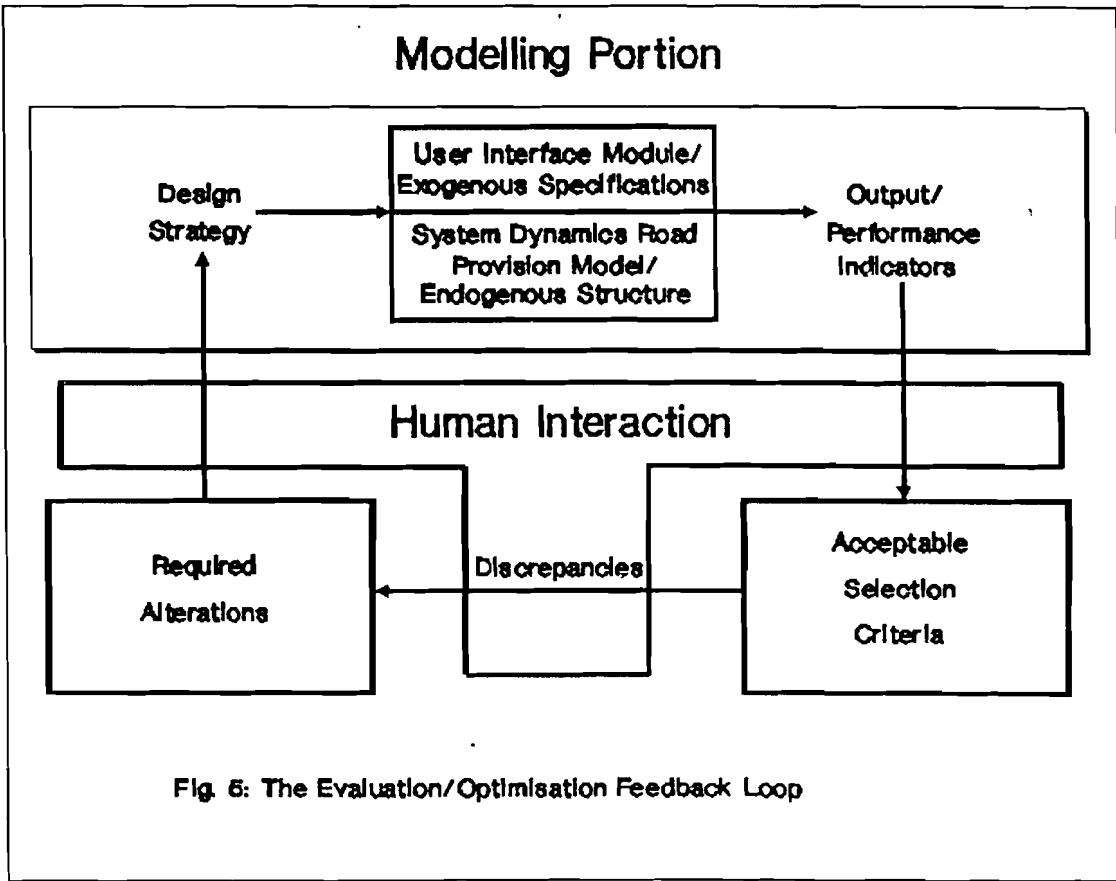 Modelling Portion
User Interface Module/
Exogenous Specifications
Design
Strategy
System Dynamics Road
Provision Model/
Endogenous Structure
Output/
Performance
Indicators
Human Interaction
Required
Alterations
Discrepancies
Acceptable
Selection
Criteria
Fig. 5: The Evaluation/Optimisation Feedback Loop